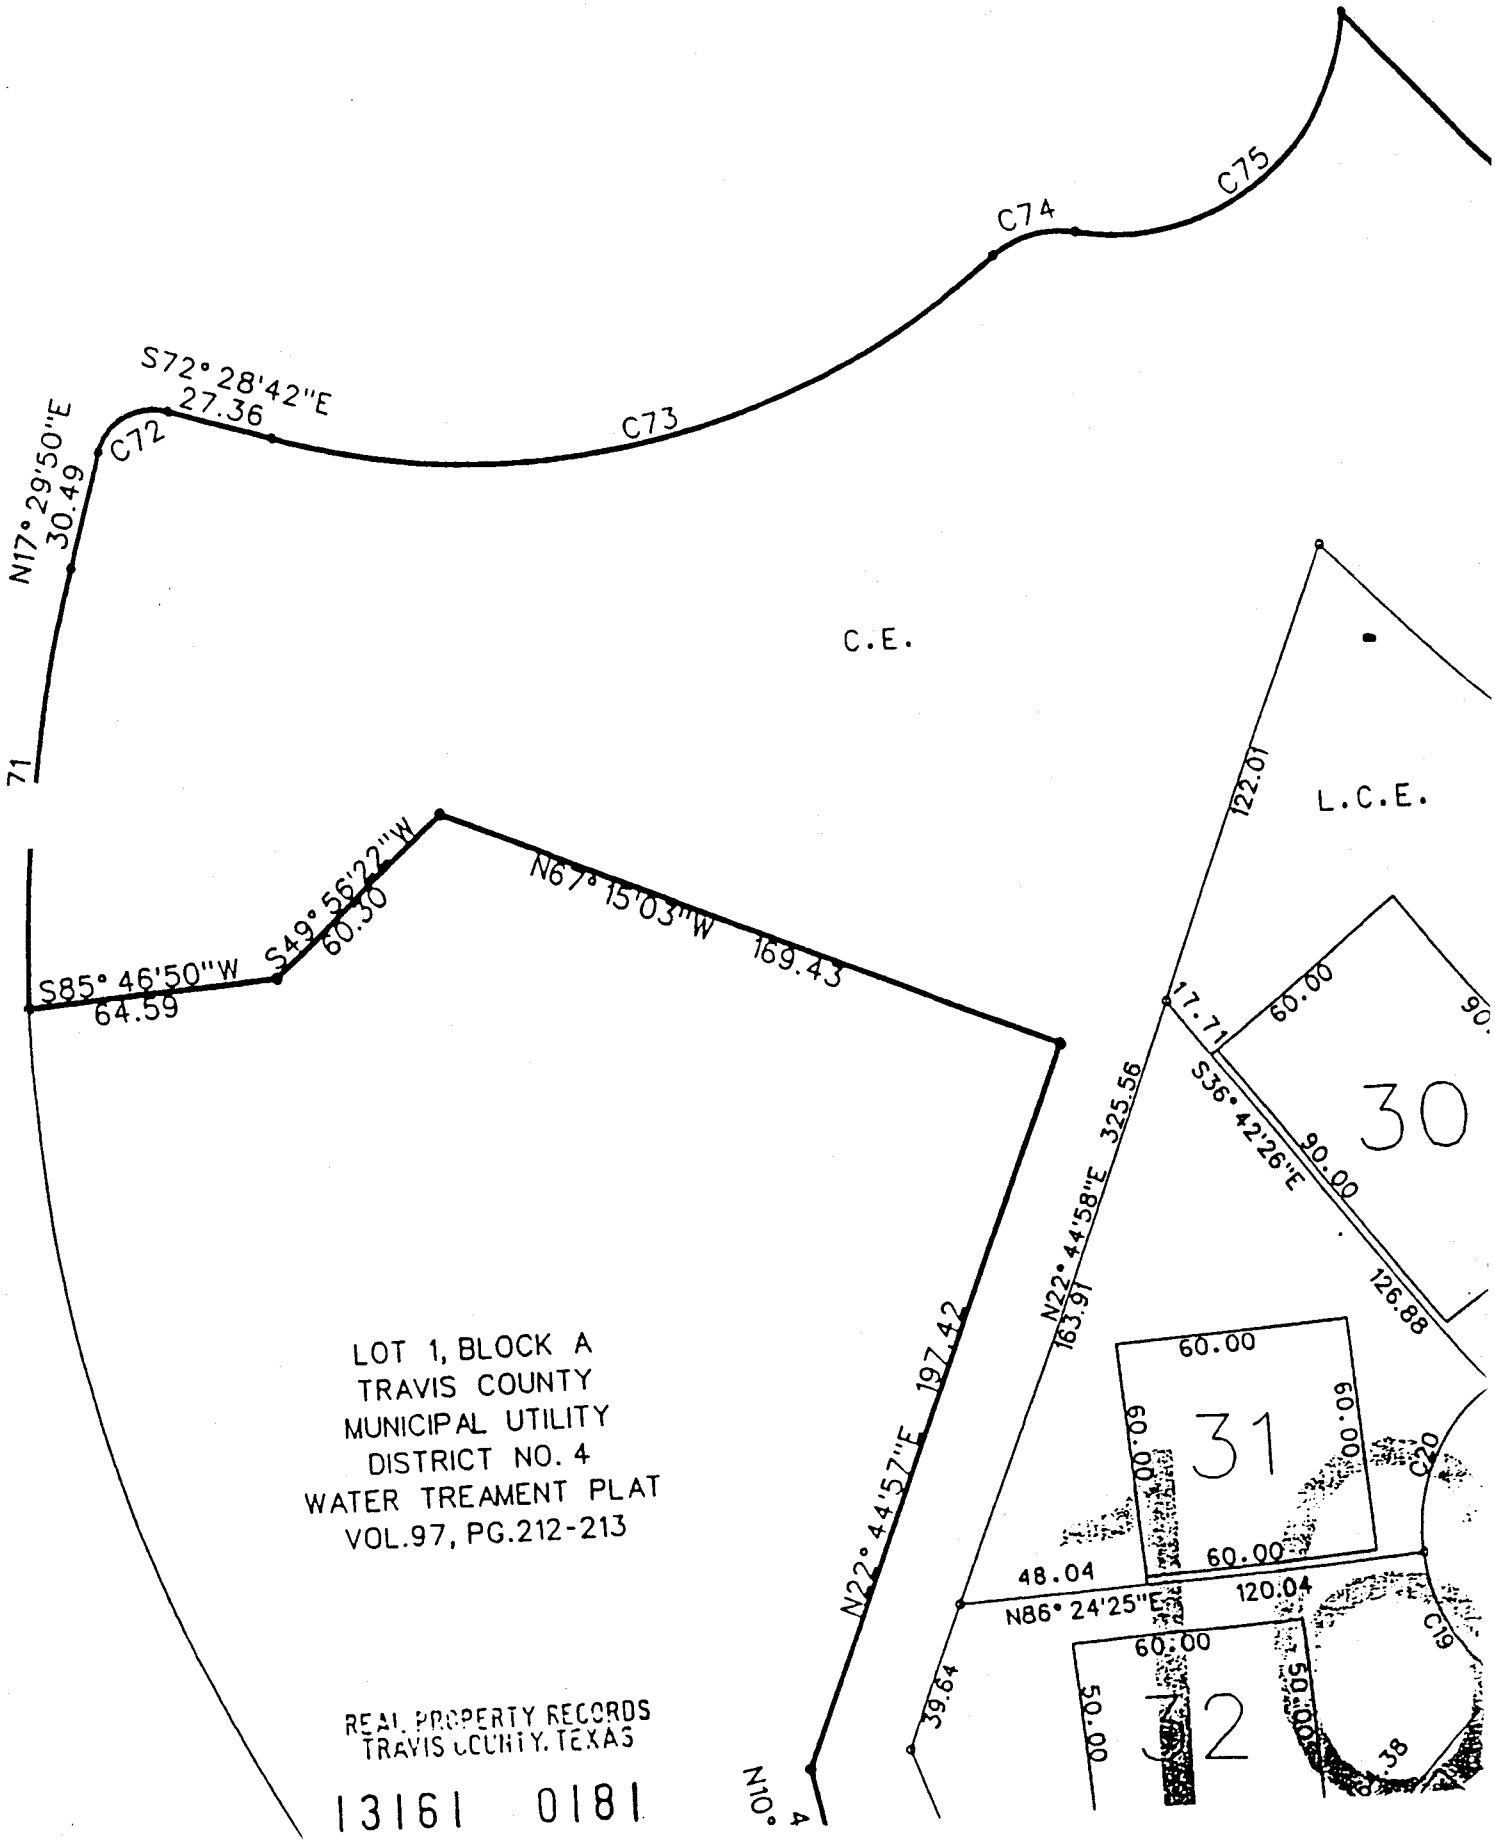 C75
C74
S72°28'42"E
27.36
C73
C72
N17°29'50"E
30.49
C.E.
71
122.01
L.C.E.
S49°56'22"W
60.30
N67°15'03"W 169.43
S85°46'50"W
64.59
17.71
60.00
90.
S36°42'26"E
90.00
30
126.88
N22°44'58"E 325.56
163.91
N22°44'57"E 197.42
LOT 1, BLOCK A
TRAVIS COUNTY
MUNICIPAL UTILITY
DISTRICT NO. 4
WATER TREAMENT PLAT
VOL.97, PG.212-213
60.00
60.00
31
60.00
C20
60.00
48.04
N86°24'25"E
120.04
C19
60.00
50.00
32
50.00
39.64
.38
REAL PROPERTY RECORDS
TRAVIS COUNTY, TEXAS
13161 0181
N10°
4